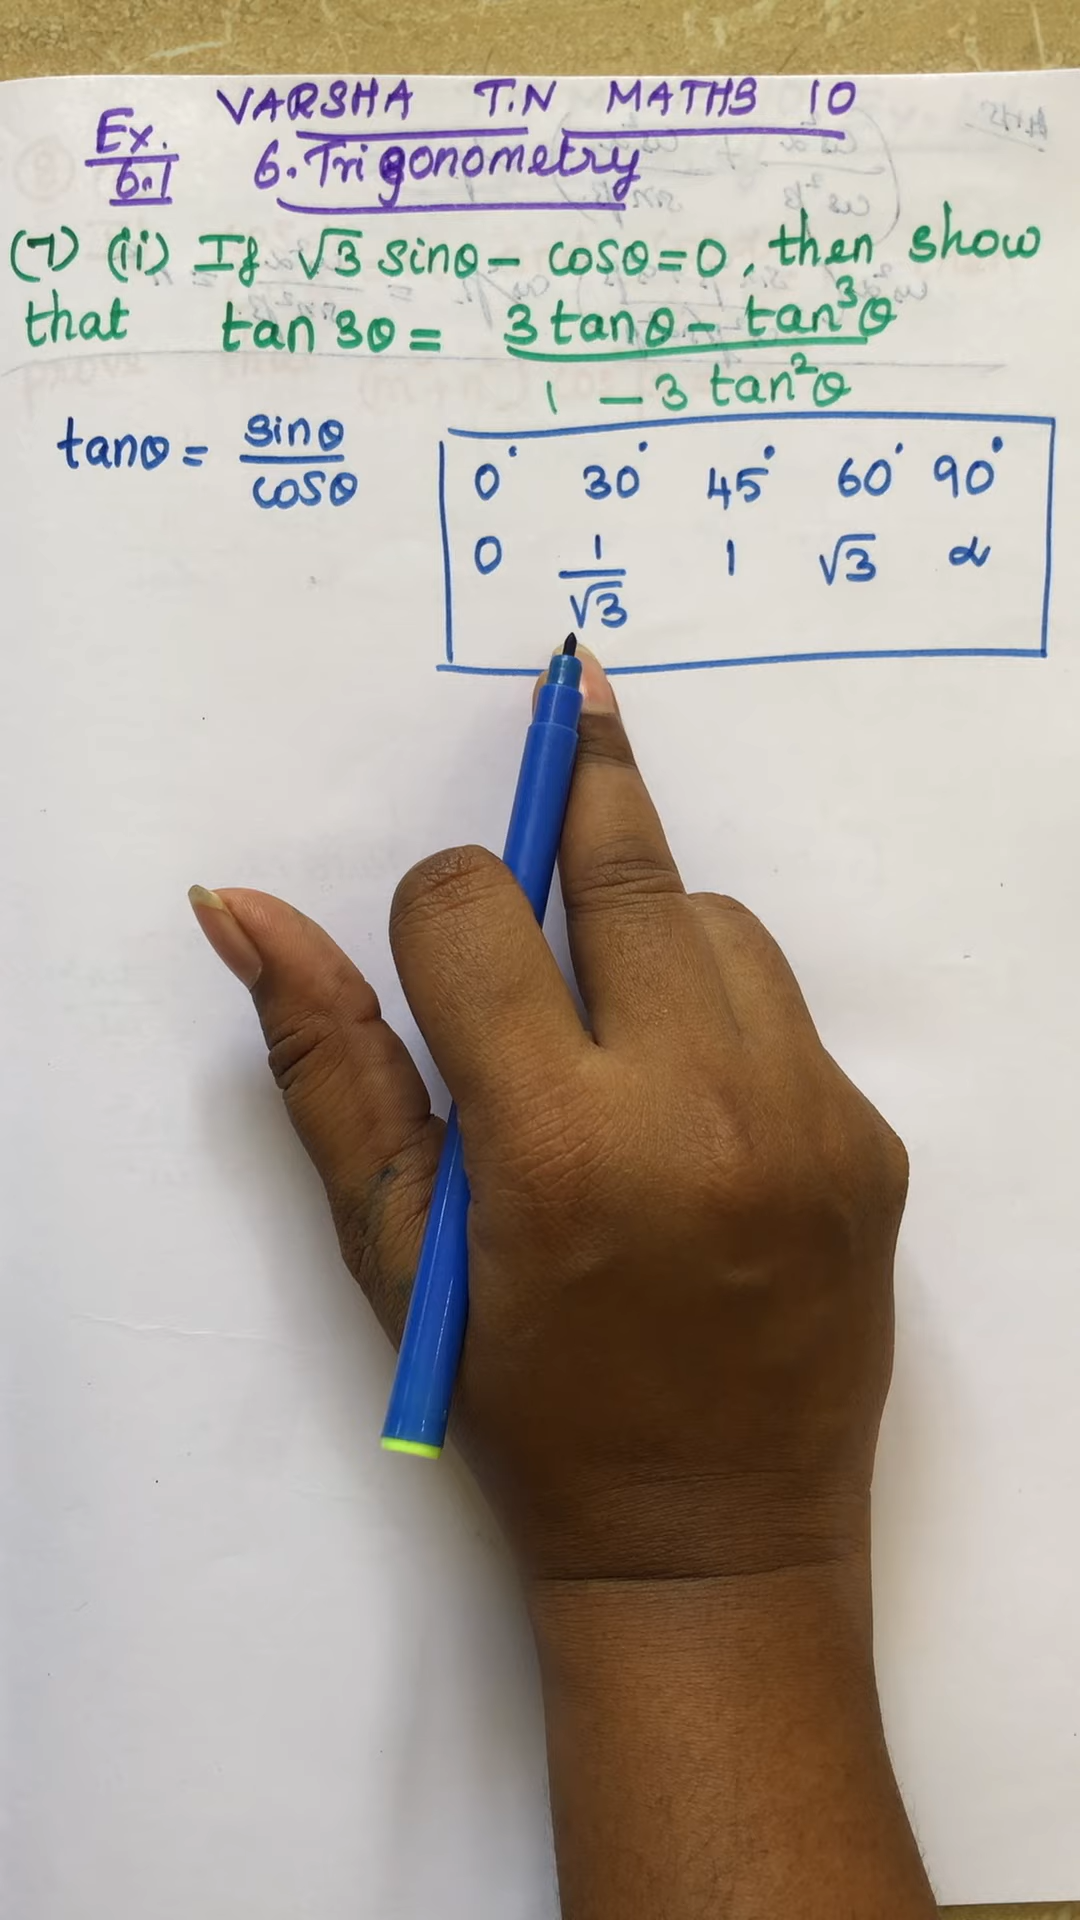 VARSHA T.N MATHS 10
Ex. 6.1 6. Trigonometry
(7) (ii) If √3 sinθ - cosθ = 0, then show
that tan 3θ = 3 tanθ - tan³θ
1 - 3 tan²θ
tanθ = sinθ
cosθ
0° 30° 45° 60° 90°
0 1/√3 1 √3 α